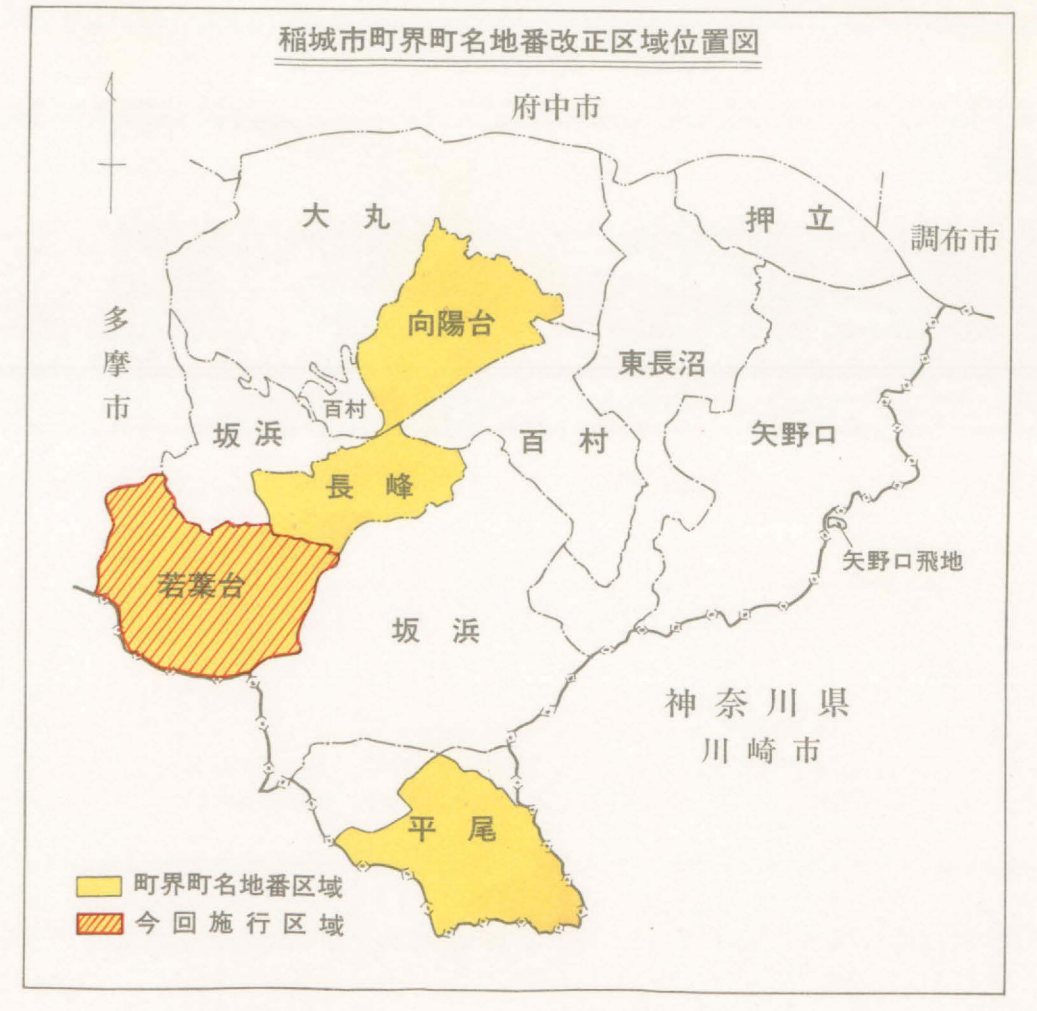 稲城市町界町名地番改正区域位置図
府中市
大丸
押立
調布市
多摩市
向陽台
東長沼
百村
坂浜
百村
矢野口
長峰
矢野口飛地
若葉台
坂浜
神奈川県
川崎市
平尾
町界町名地番区域
今回施行区域